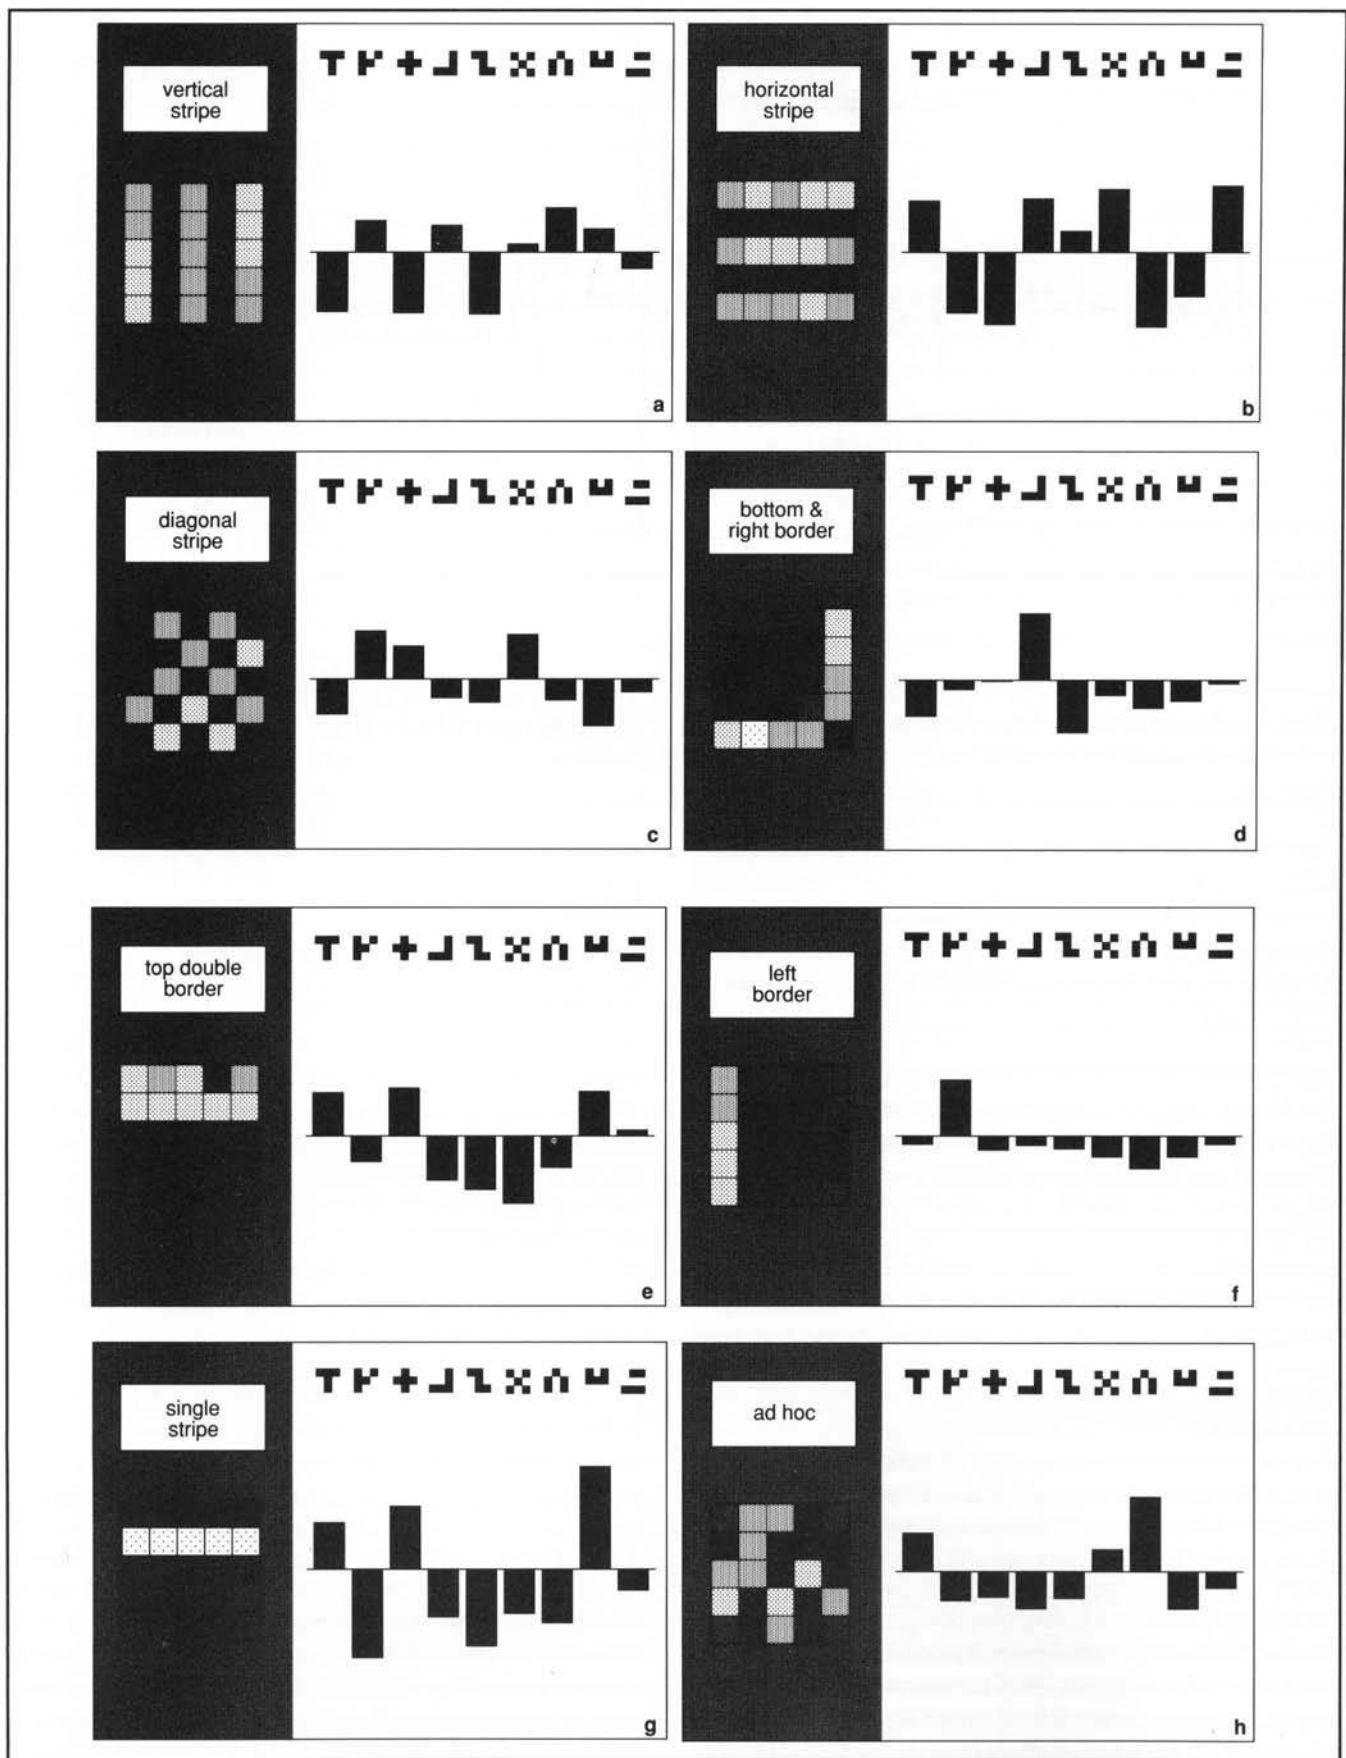 vertical
stripe
a
horizontal
stripe
b
diagonal
stripe
c
bottom &
right border
d
top double
border
e
left
border
f
single
stripe
g
ad hoc
h